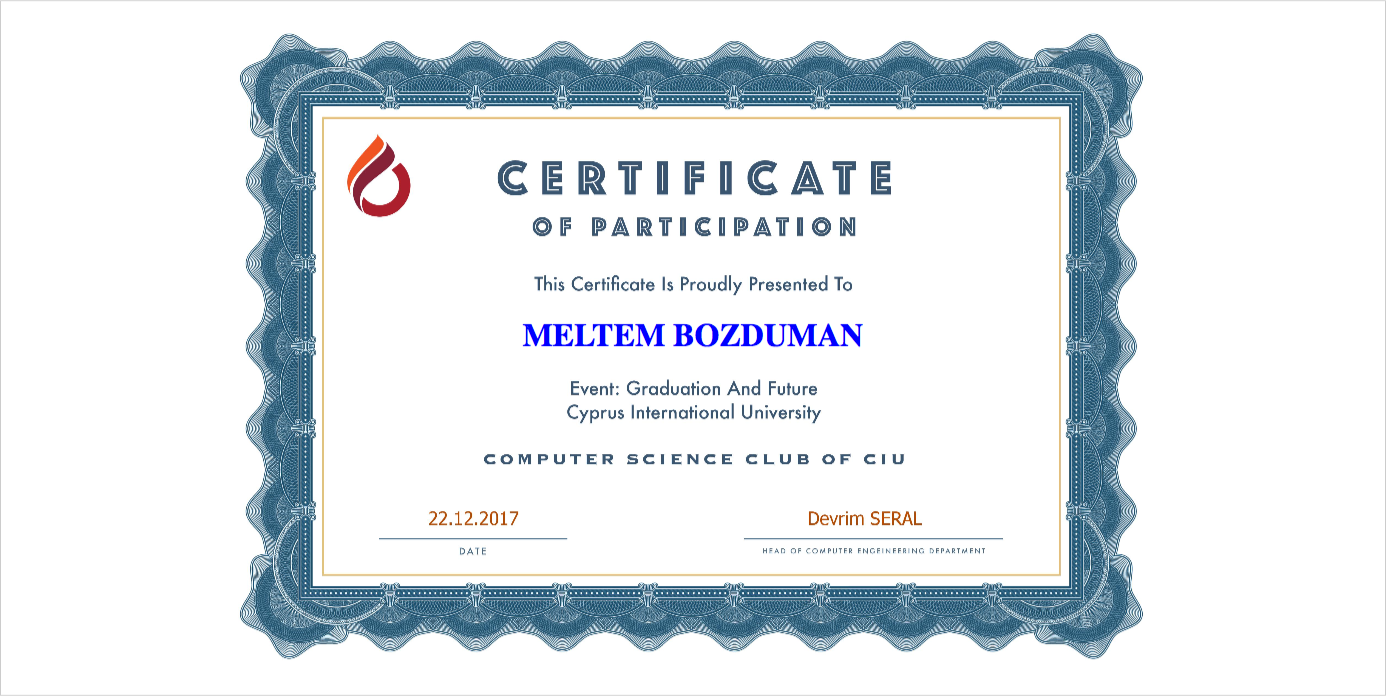 CERTIFICATE
OF PARTICIPATION
This Certificate Is Proudly Presented To
MELTEM BOZDUMAN
Event: Graduation And Future
Cyprus International University
COMPUTER SCIENCE CLUB OF CIU
22.12.2017
Devrim SERAL
DATE
HEAD OF COMPUTER ENGEINEERING DEPARTMENT